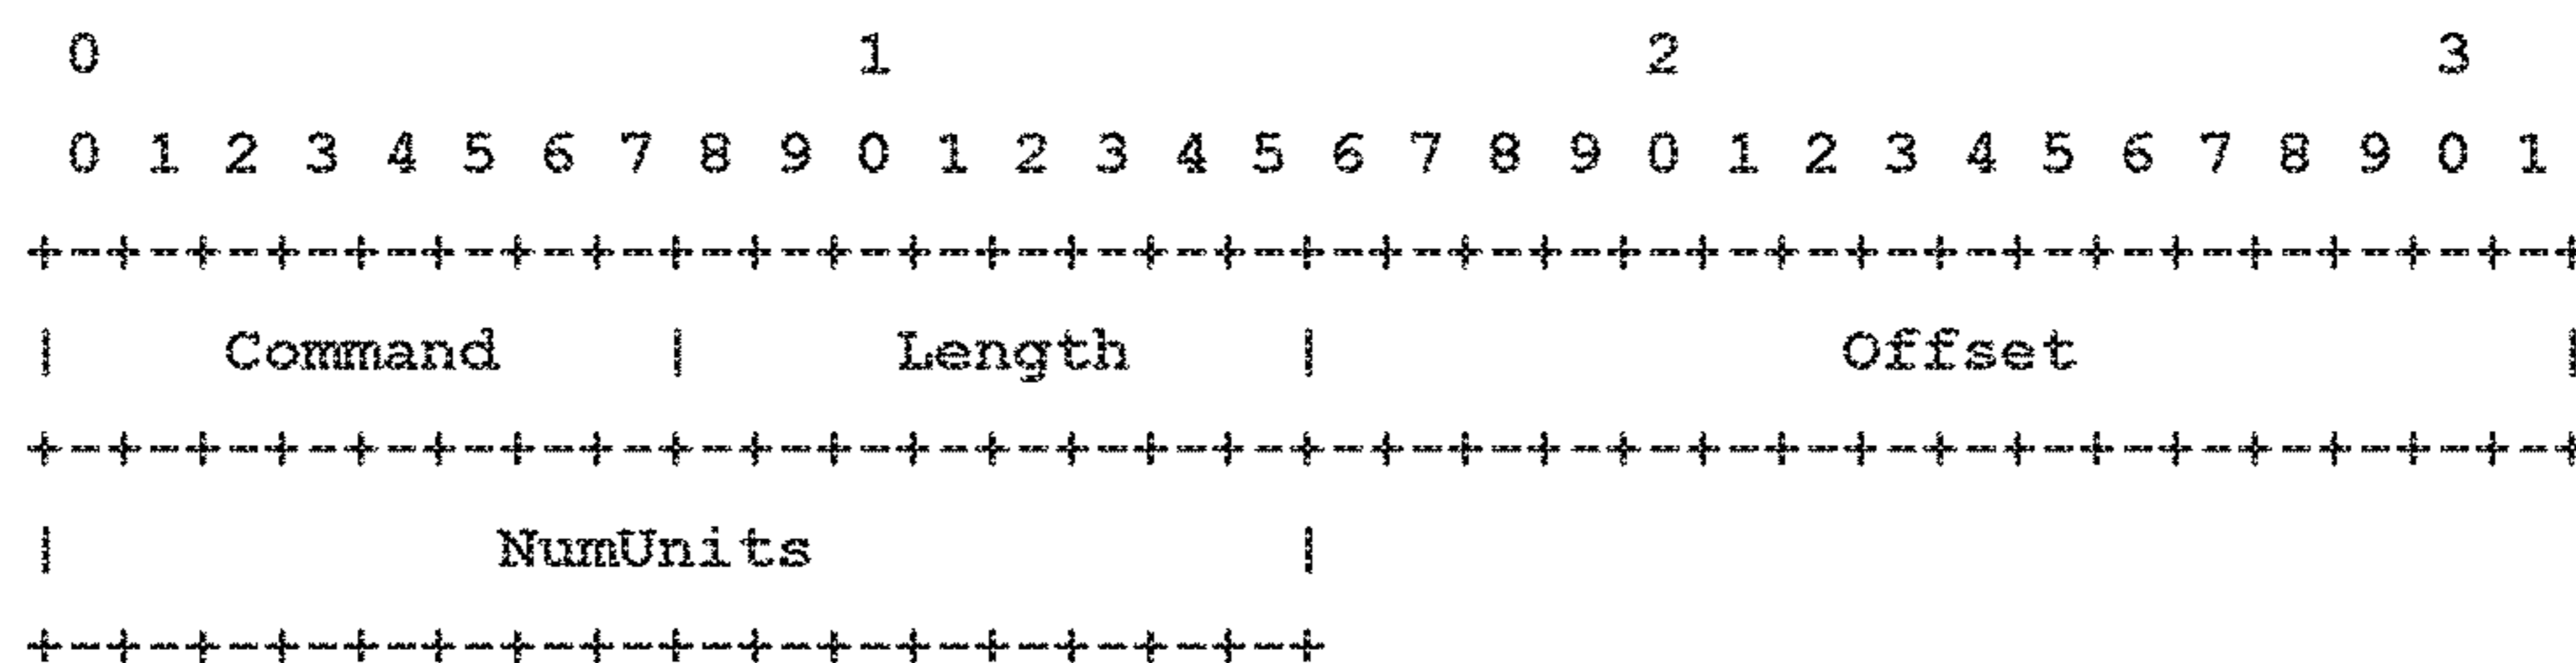 0                   1                   2                   3
 0 1 2 3 4 5 6 7 8 9 0 1 2 3 4 5 6 7 8 9 0 1 2 3 4 5 6 7 8 9 0 1
+-+-+-+-+-+-+-+-+-+-+-+-+-+-+-+-+-+-+-+-+-+-+-+-+-+-+-+-+-+-+-+-+
|    Command    |     Length    |             Offset            |
+-+-+-+-+-+-+-+-+-+-+-+-+-+-+-+-+-+-+-+-+-+-+-+-+-+-+-+-+-+-+-+-+
|           NumUnits            |
+-+-+-+-+-+-+-+-+-+-+-+-+-+-+-+-+